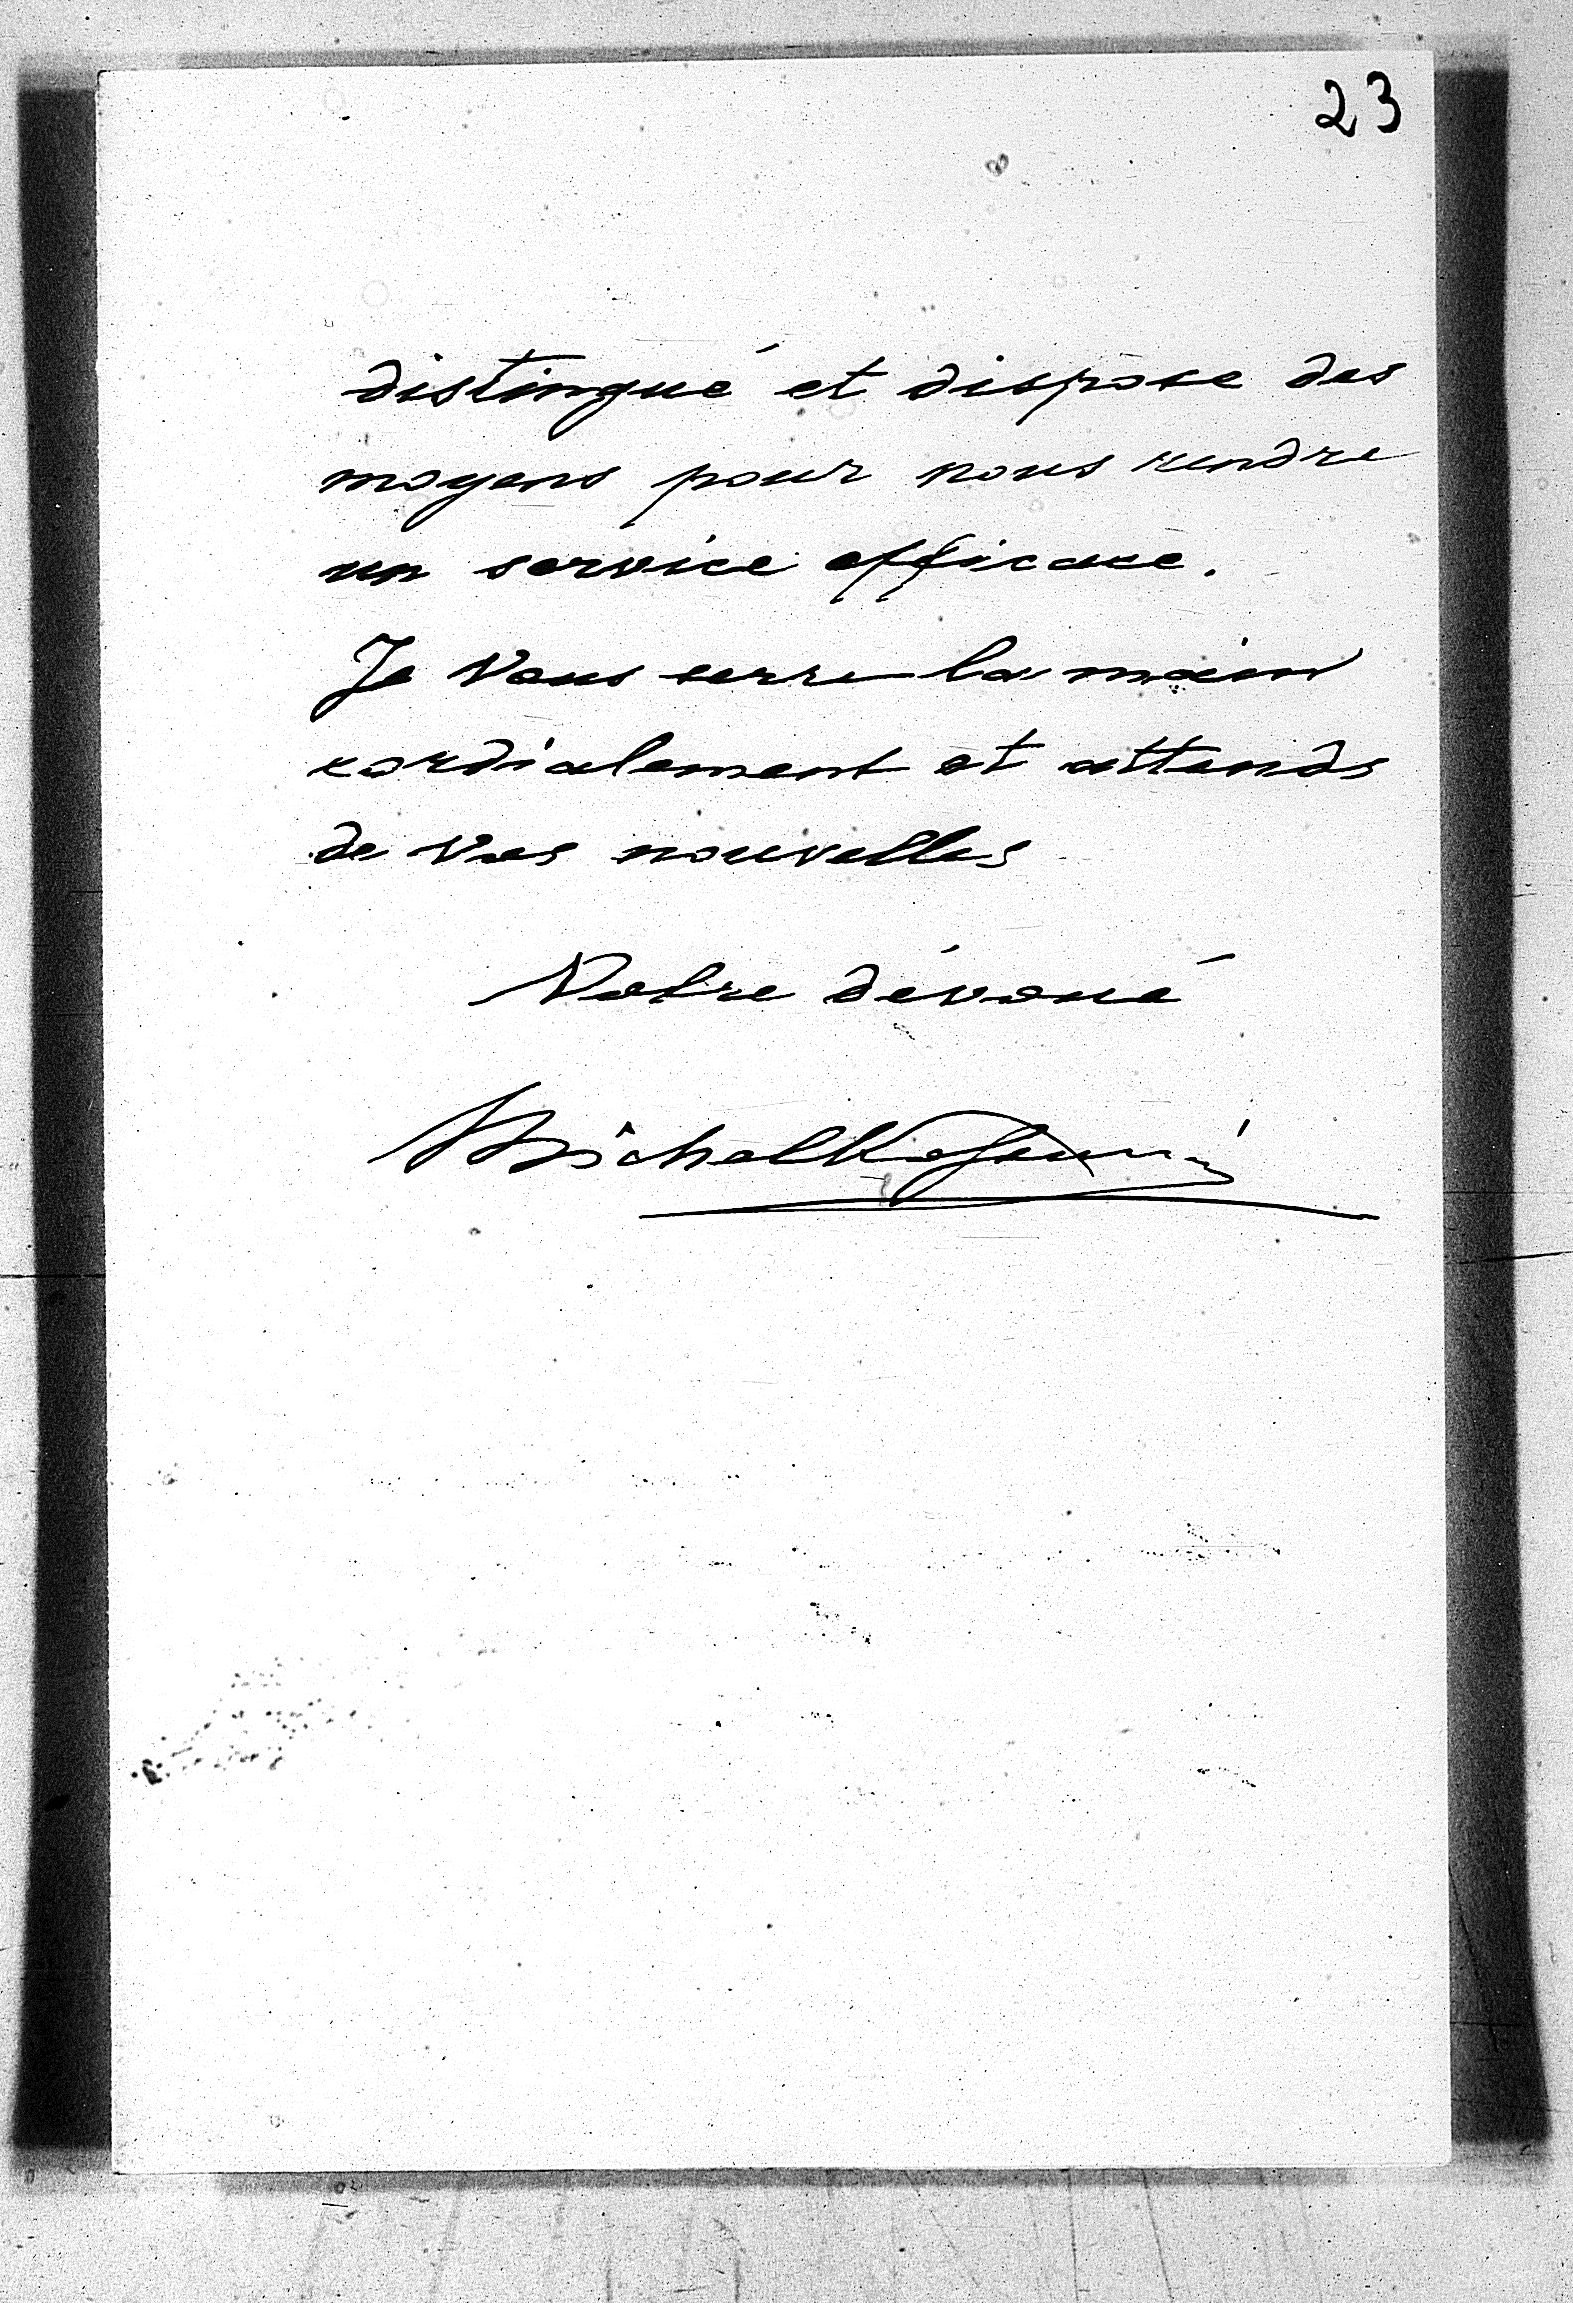 23
distingué et dispose des
moyens pour nous rendre
un service efficace.
Je Vous serre la main
cordialement et attends
de Vos nouvelles
Votre dévoué
Michel